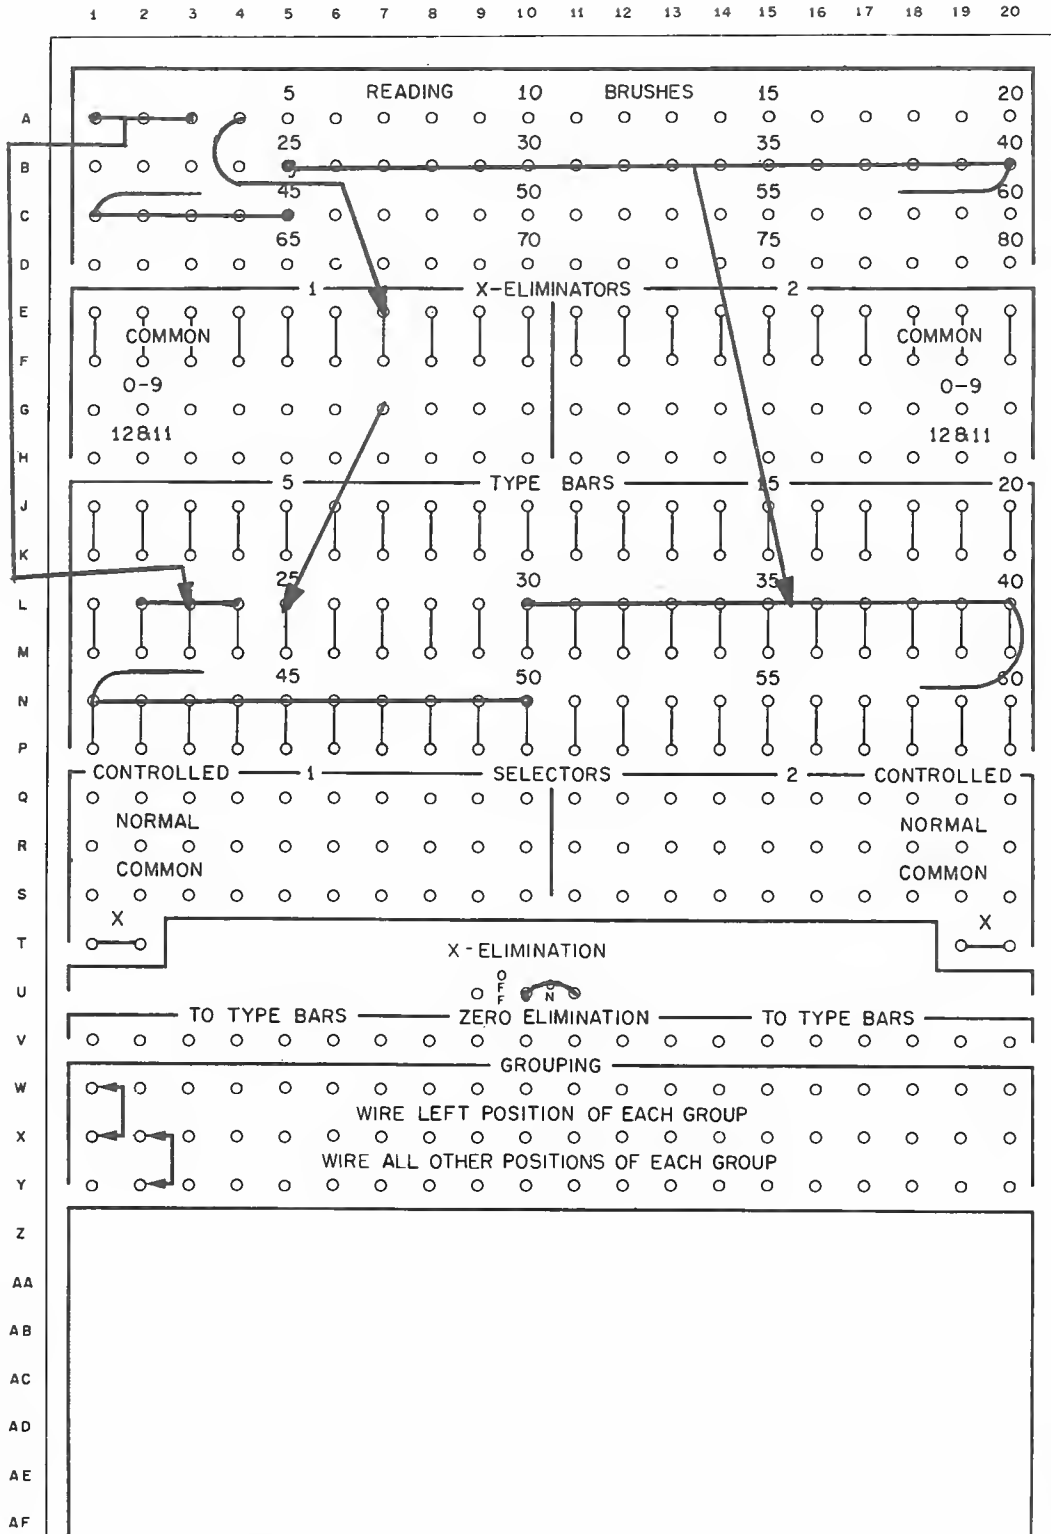 1 2 3 4 5 6 7 8 9 10 11 12 13 14 15 16 17 18 19 20
5 READING 10 BRUSHES 15 20
A
25 30 35 40
B
45 50 55 60
C
65 70 75 80
D
1 X-ELIMINATORS 2
E
COMMON COMMON
F
0-9 0-9
G
12&11 12&11
H
5 TYPE BARS 15 20
J
K
25 30 35 40
L
M
45 50 55 60
N
P
CONTROLLED 1 SELECTORS 2 CONTROLLED
Q
NORMAL NORMAL
R
COMMON COMMON
S
X X
T
X-ELIMINATION
U OFF N
TO TYPE BARS ZERO ELIMINATION TO TYPE BARS
V
GROUPING
W
WIRE LEFT POSITION OF EACH GROUP
X
WIRE ALL OTHER POSITIONS OF EACH GROUP
Y
Z
AA
AB
AC
AD
AE
AF